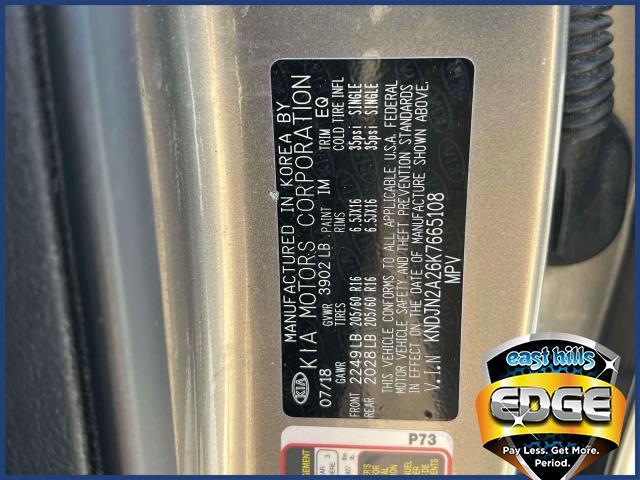 MANUFACTURED IN KOREA BY
KIA MOTORS CORPORATION
07/18 GVWR 3902 LB PAINT IM TRIM EQ
GAWR TIRES RIMS COLD TIRE INFL
FRONT 2249LB 205/60 R16 6.5JX16 35psi SINGLE
REAR 2028LB 205/60 R16 6.5JX16 35psi SINGLE
THIS VEHICLE CONFORMS TO ALL APPLICABLE U.S.A. FEDERAL
MOTOR VEHICLE SAFETY AND THEFT PREVENTION STANDARDS
IN EFFECT ON THE DATE OF MANUFACTURE SHOWN ABOVE.
V.I.N KNDJN2A26K7665108
MPV
P73
east hills
EDGE
Pay Less. Get More.
Period.